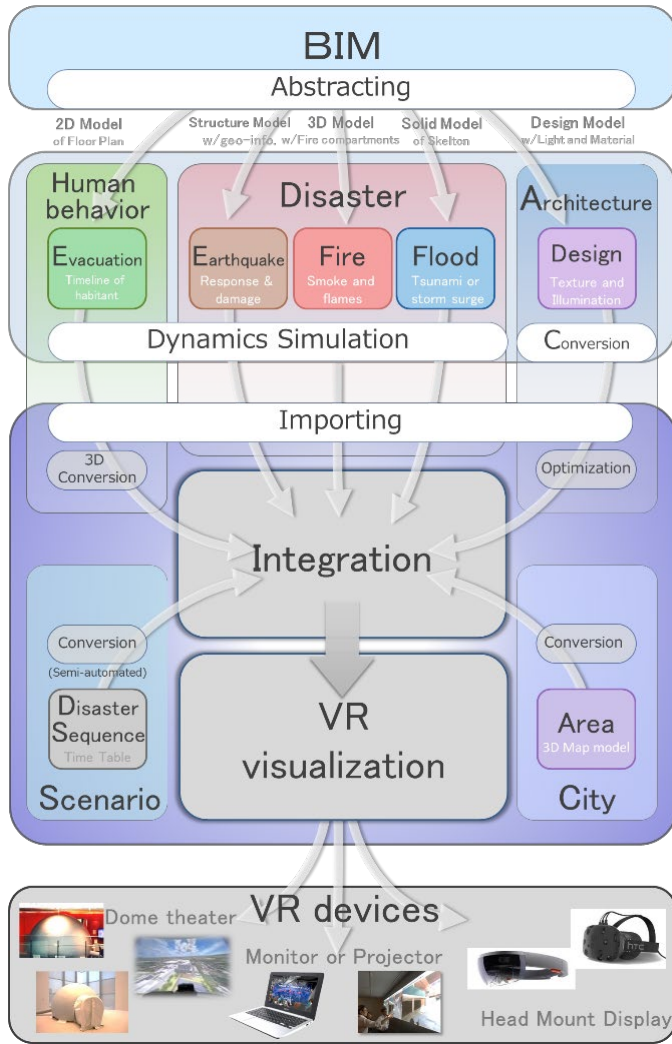 BIM
Abstracting
2D Model
of Floor Plan
Structure Model
w/geo-info.
3D Model
w/Fire compartments
Solid Model
of Skelton
Design Model
w/Light and Material
Human
behavior
Disaster
Architecture
Evacuation
Timeline of
habitant
Earthquake
Response &
damage
Fire
Smoke and
flames
Flood
Tsunami or
storm surge
Design
Texture and
Illumination
Dynamics Simulation
Conversion
Importing
3D
Conversion
Optimization
Integration
Conversion
(Semi-automated)
Disaster
Sequence
Time Table
Scenario
Conversion
Area
3D Map model
City
VR
visualization
VR devices
Dome theater
Monitor or Projector
Head Mount Display
hTC